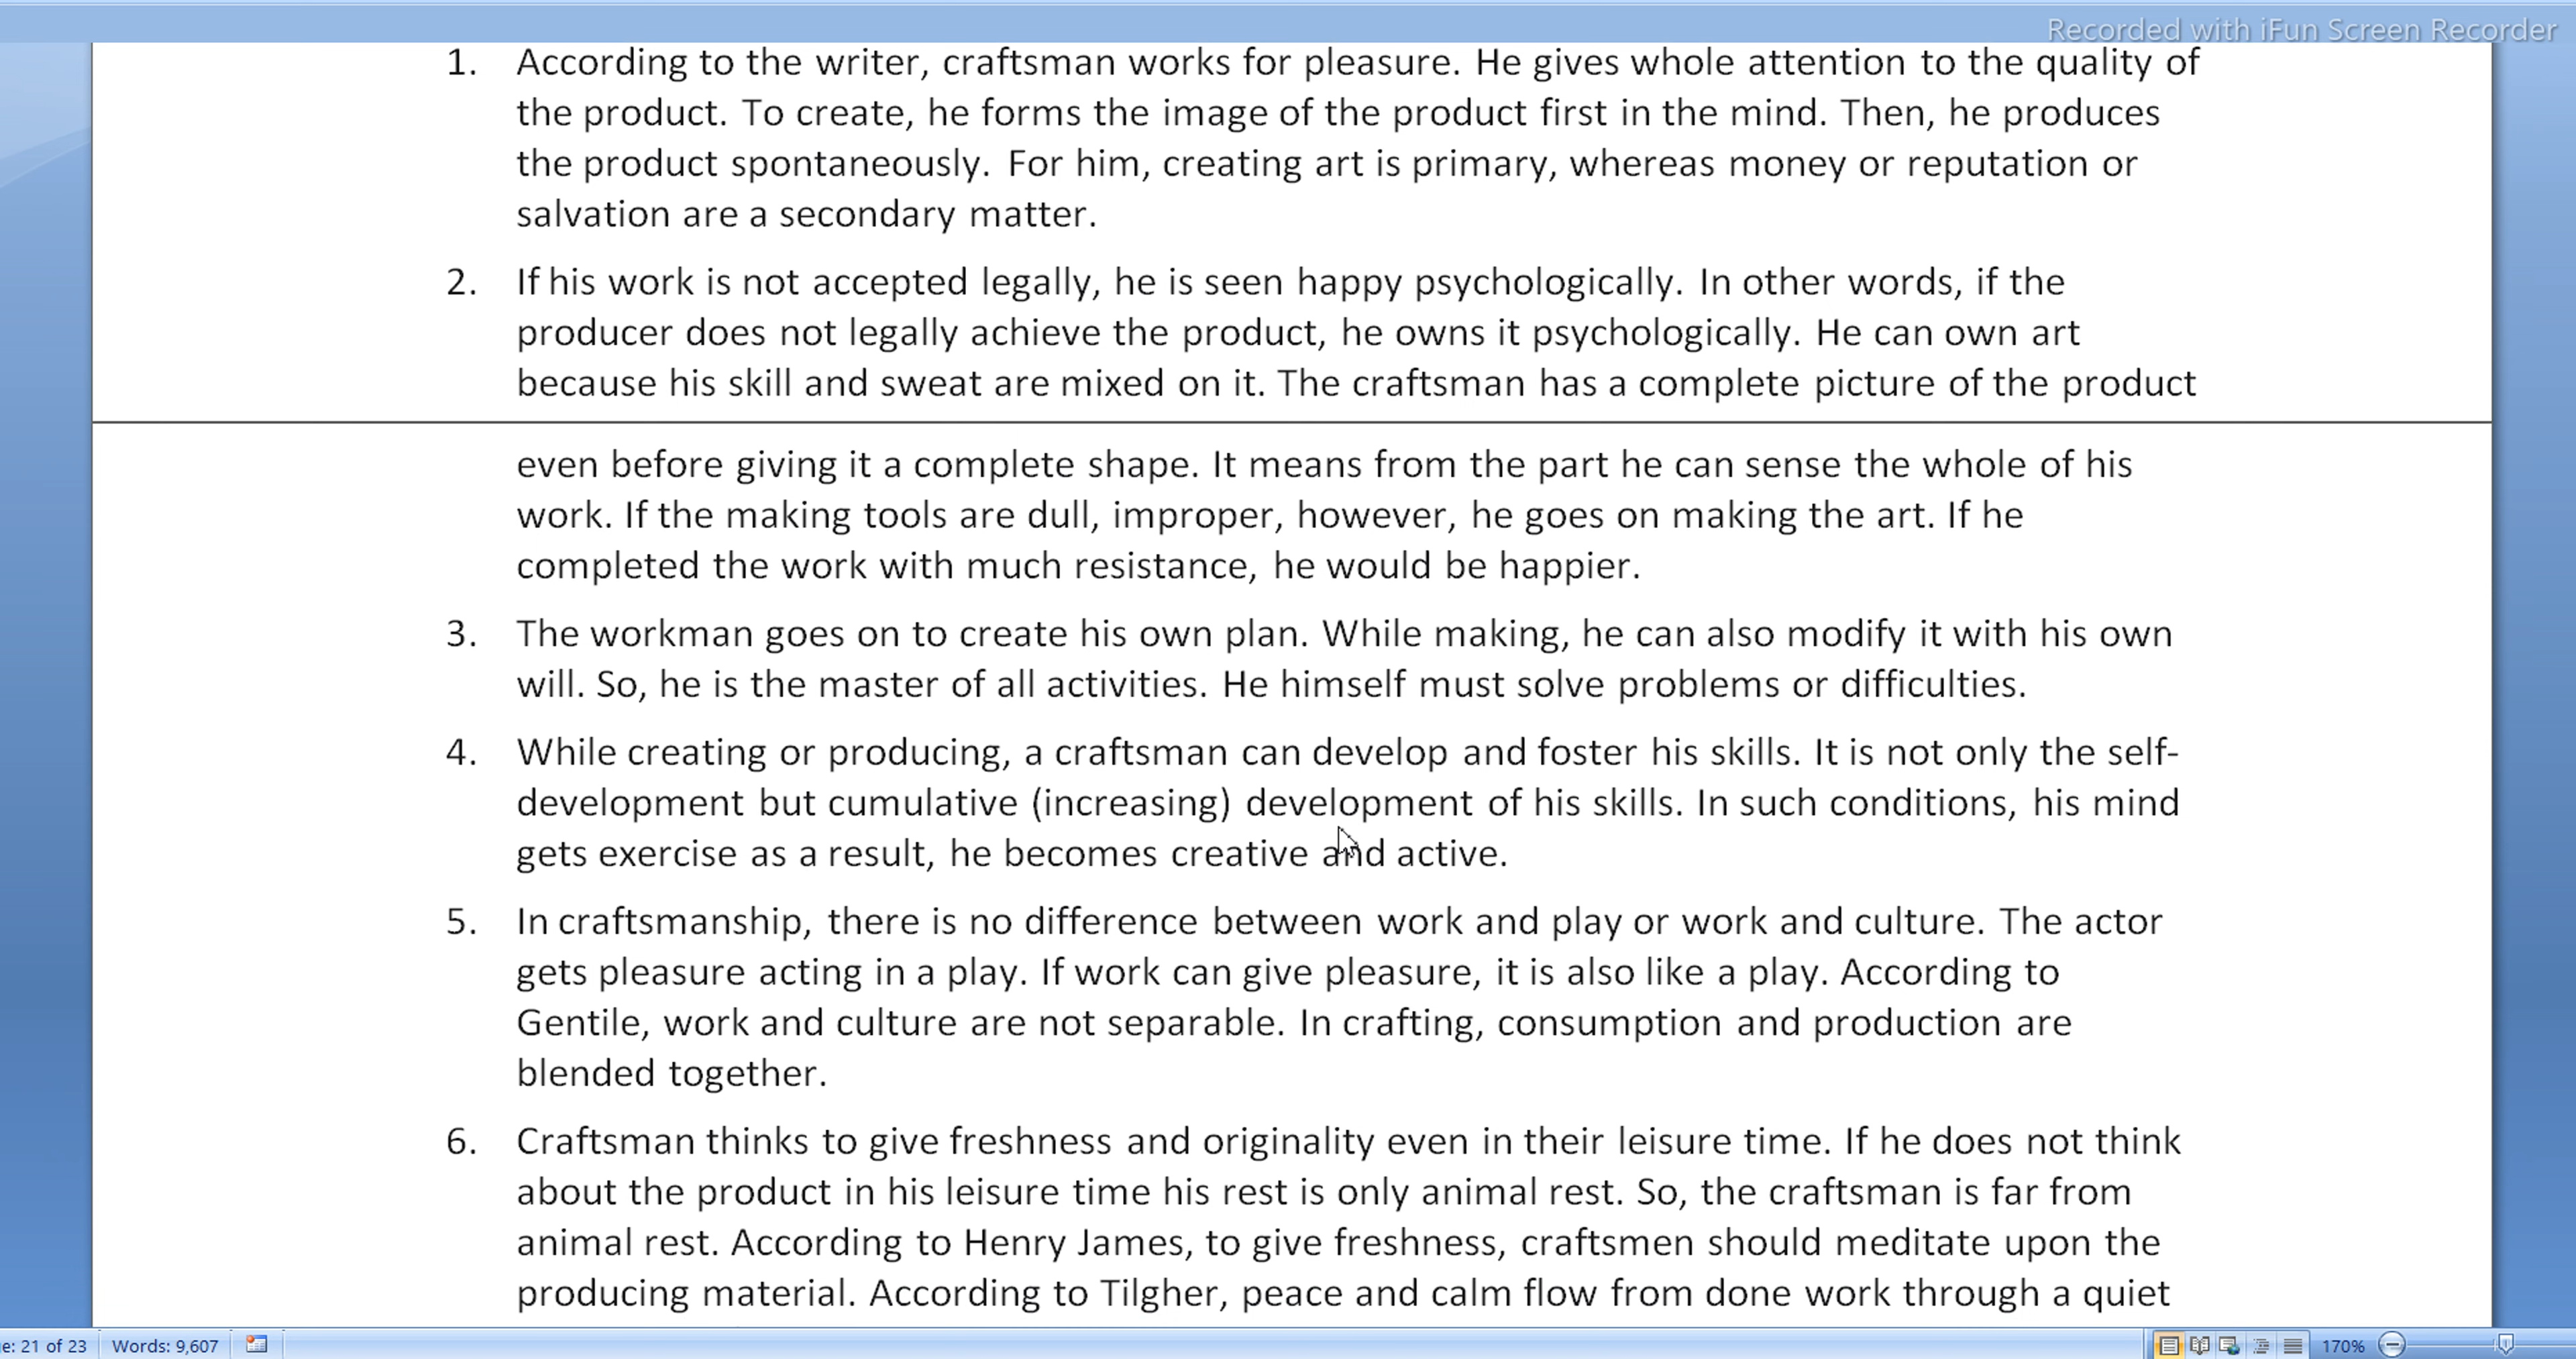 Recorded with iFun Screen Recorder
1. According to the writer, craftsman works for pleasure. He gives whole attention to the quality of
the product. To create, he forms the image of the product first in the mind. Then, he produces
the product spontaneously. For him, creating art is primary, whereas money or reputation or
salvation are a secondary matter.
2. If his work is not accepted legally, he is seen happy psychologically. In other words, if the
producer does not legally achieve the product, he owns it psychologically. He can own art
because his skill and sweat are mixed on it. The craftsman has a complete picture of the product
even before giving it a complete shape. It means from the part he can sense the whole of his
work. If the making tools are dull, improper, however, he goes on making the art. If he
completed the work with much resistance, he would be happier.
3. The workman goes on to create his own plan. While making, he can also modify it with his own
will. So, he is the master of all activities. He himself must solve problems or difficulties.
4. While creating or producing, a craftsman can develop and foster his skills. It is not only the self-
development but cumulative (increasing) development of his skills. In such conditions, his mind
gets exercise as a result, he becomes creative and active.
5. In craftsmanship, there is no difference between work and play or work and culture. The actor
gets pleasure acting in a play. If work can give pleasure, it is also like a play. According to
Gentile, work and culture are not separable. In crafting, consumption and production are
blended together.
6. Craftsman thinks to give freshness and originality even in their leisure time. If he does not think
about the product in his leisure time his rest is only animal rest. So, the craftsman is far from
animal rest. According to Henry James, to give freshness, craftsmen should meditate upon the
producing material. According to Tilgher, peace and calm flow from done work through a quiet
e: 21 of 23 Words: 9,607 170%